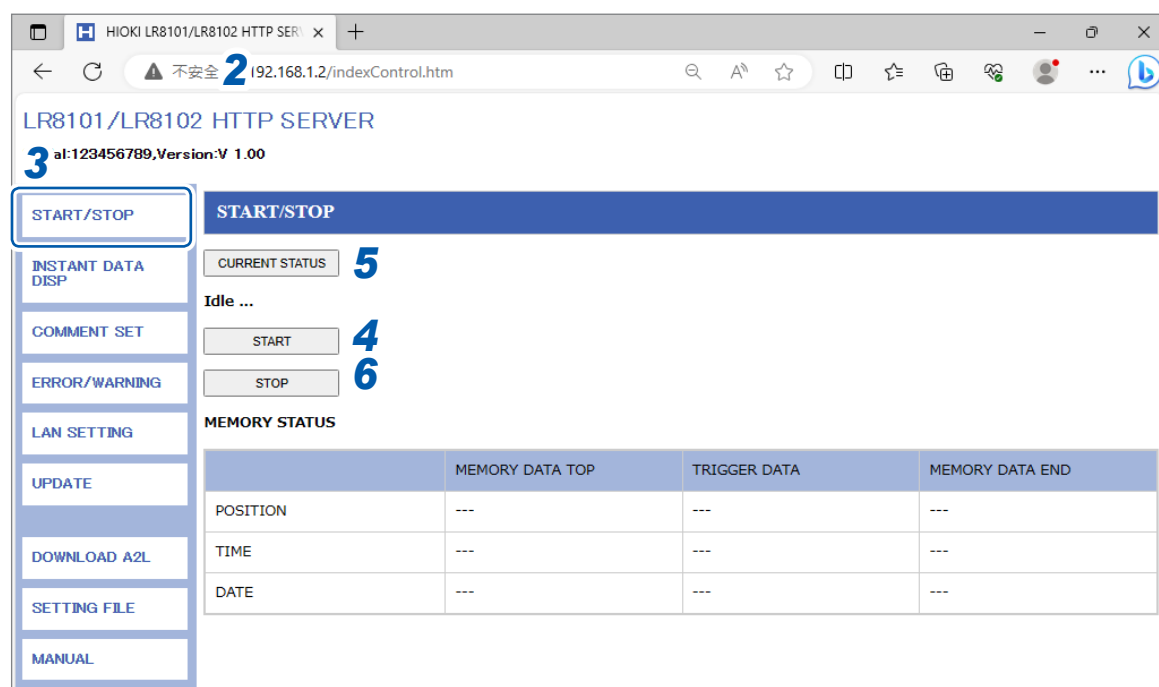 HIOKI LR8101/LR8102 HTTP SER
不安全 2 192.168.1.2/indexControl.htm
LR8101/LR8102 HTTP SERVER
3 al:123456789,Version:V 1.00
START/STOP
INSTANT DATA
DISP
COMMENT SET
ERROR/WARNING
LAN SETTING
UPDATE
DOWNLOAD A2L
SETTING FILE
MANUAL
START/STOP
CURRENT STATUS 5
Idle ...
START 4
STOP 6
MEMORY STATUS
MEMORY DATA TOP TRIGGER DATA MEMORY DATA END
POSITION --- --- ---
TIME --- --- ---
DATE --- --- ---